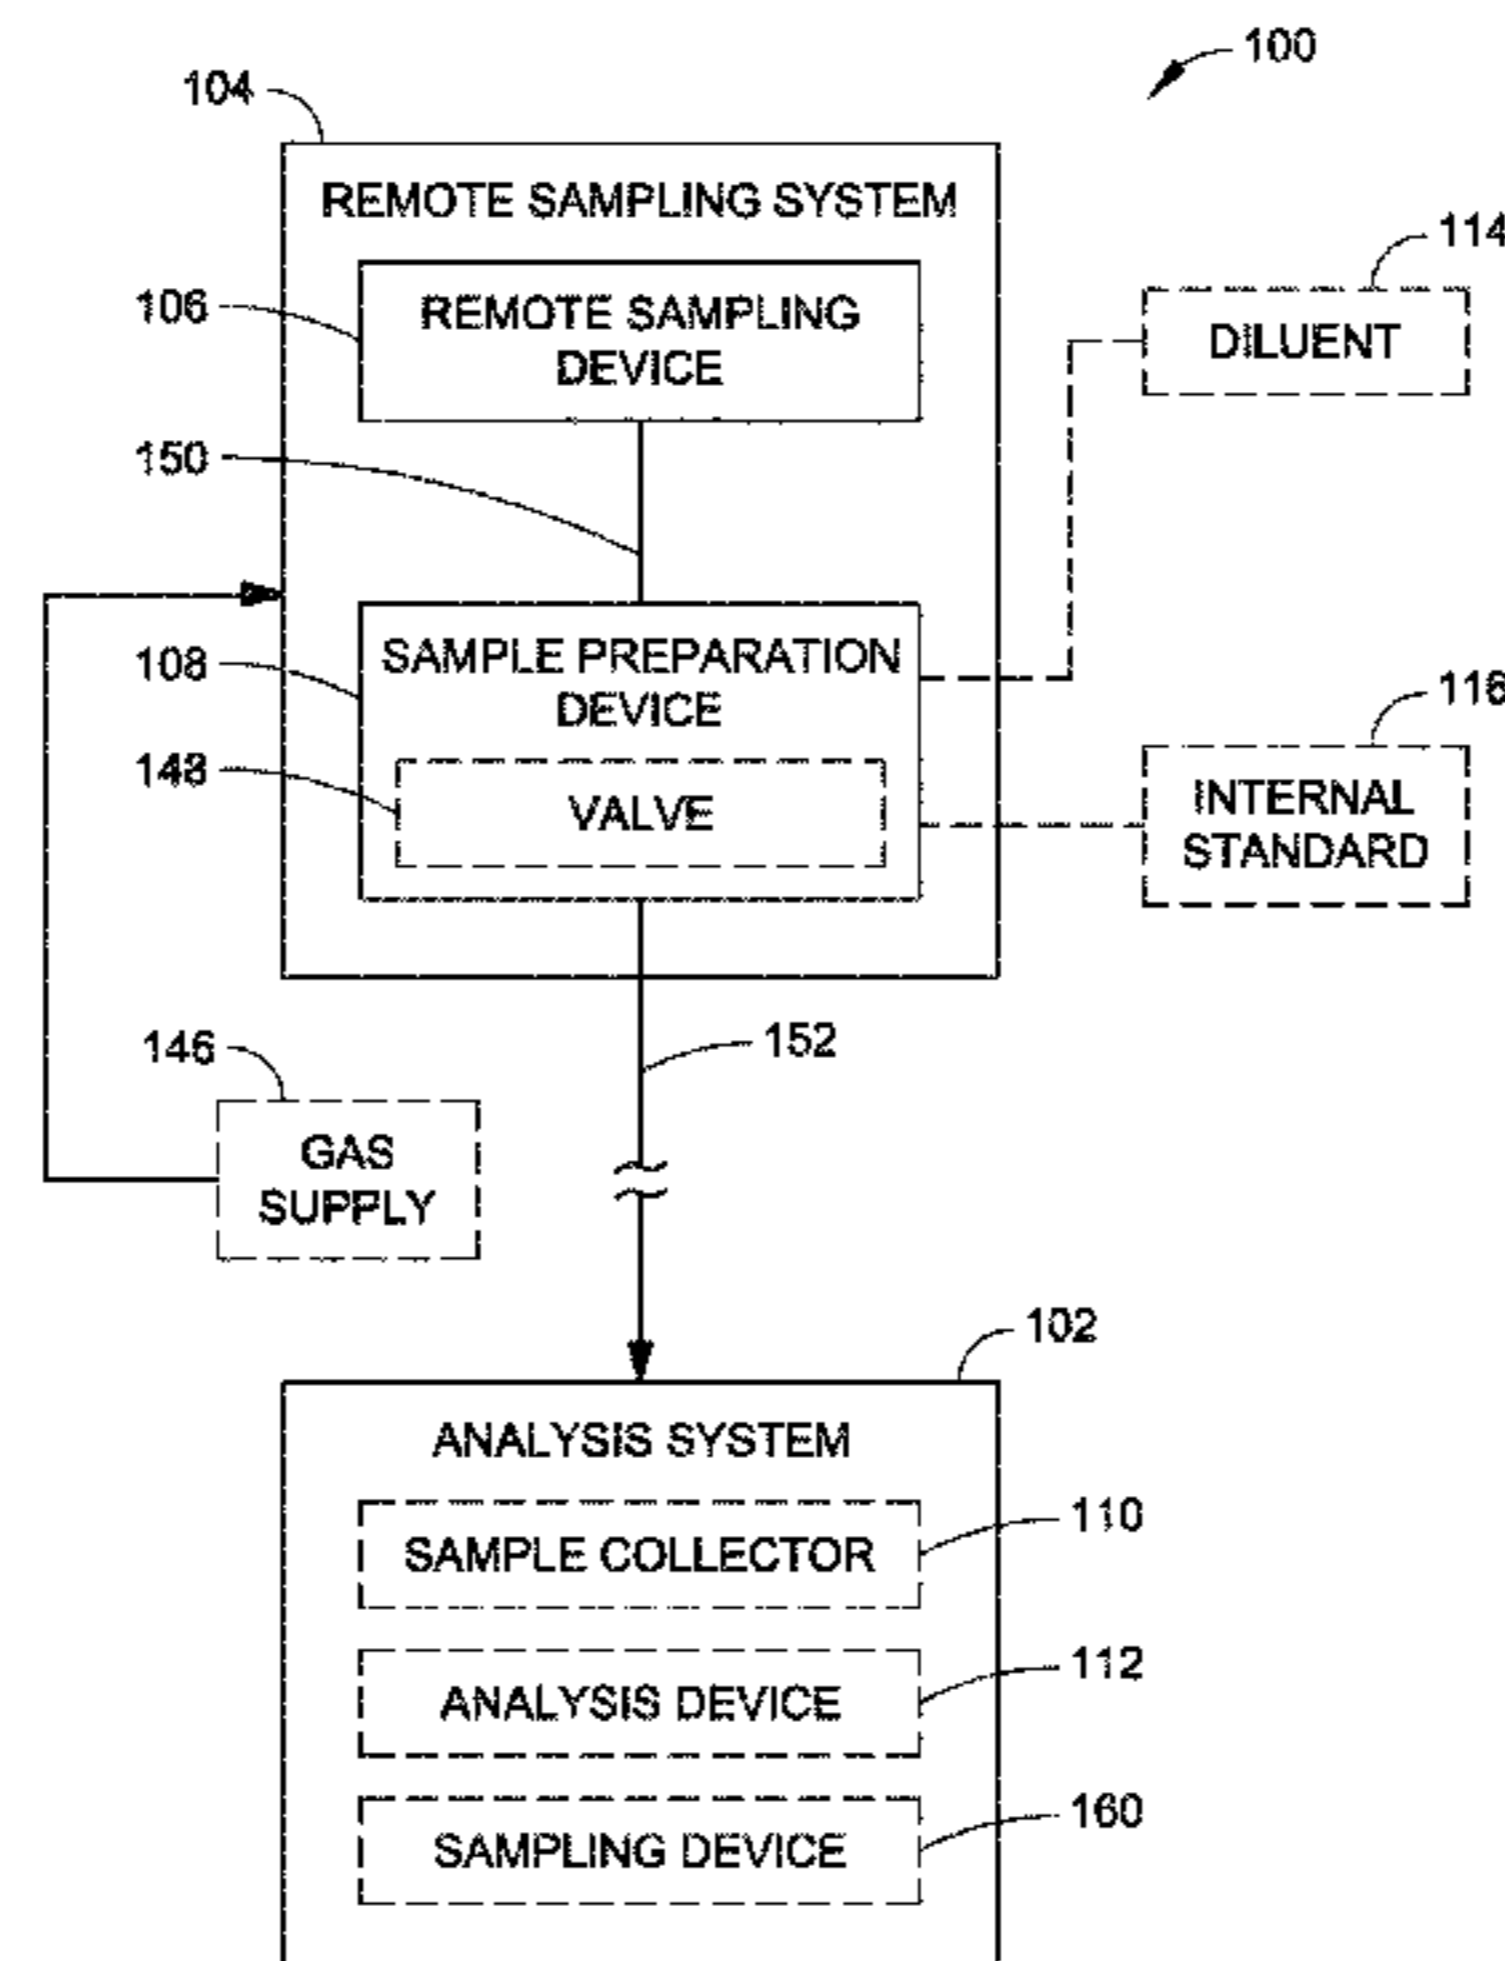 100
104
REMOTE SAMPLING SYSTEM
114
106
REMOTE SAMPLING
DEVICE
DILUENT
150
108
SAMPLE PREPARATION
DEVICE
116
148
VALVE
INTERNAL
STANDARD
146
152
GAS
SUPPLY
102
ANALYSIS SYSTEM
110
SAMPLE COLLECTOR
112
ANALYSIS DEVICE
160
SAMPLING DEVICE